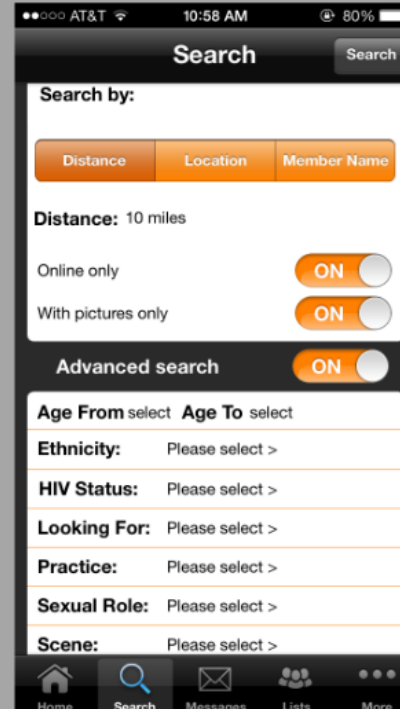 ●●○○○ AT&T 10:58 AM 80%
Search Search
Search by:
Distance Location Member Name
Distance: 10 miles
Online only ON
With pictures only ON
Advanced search ON
Age From select Age To select
Ethnicity: Please select >
HIV Status: Please select >
Looking For: Please select >
Practice: Please select >
Sexual Role: Please select >
Scene: Please select >
Home Search Messages Lists More